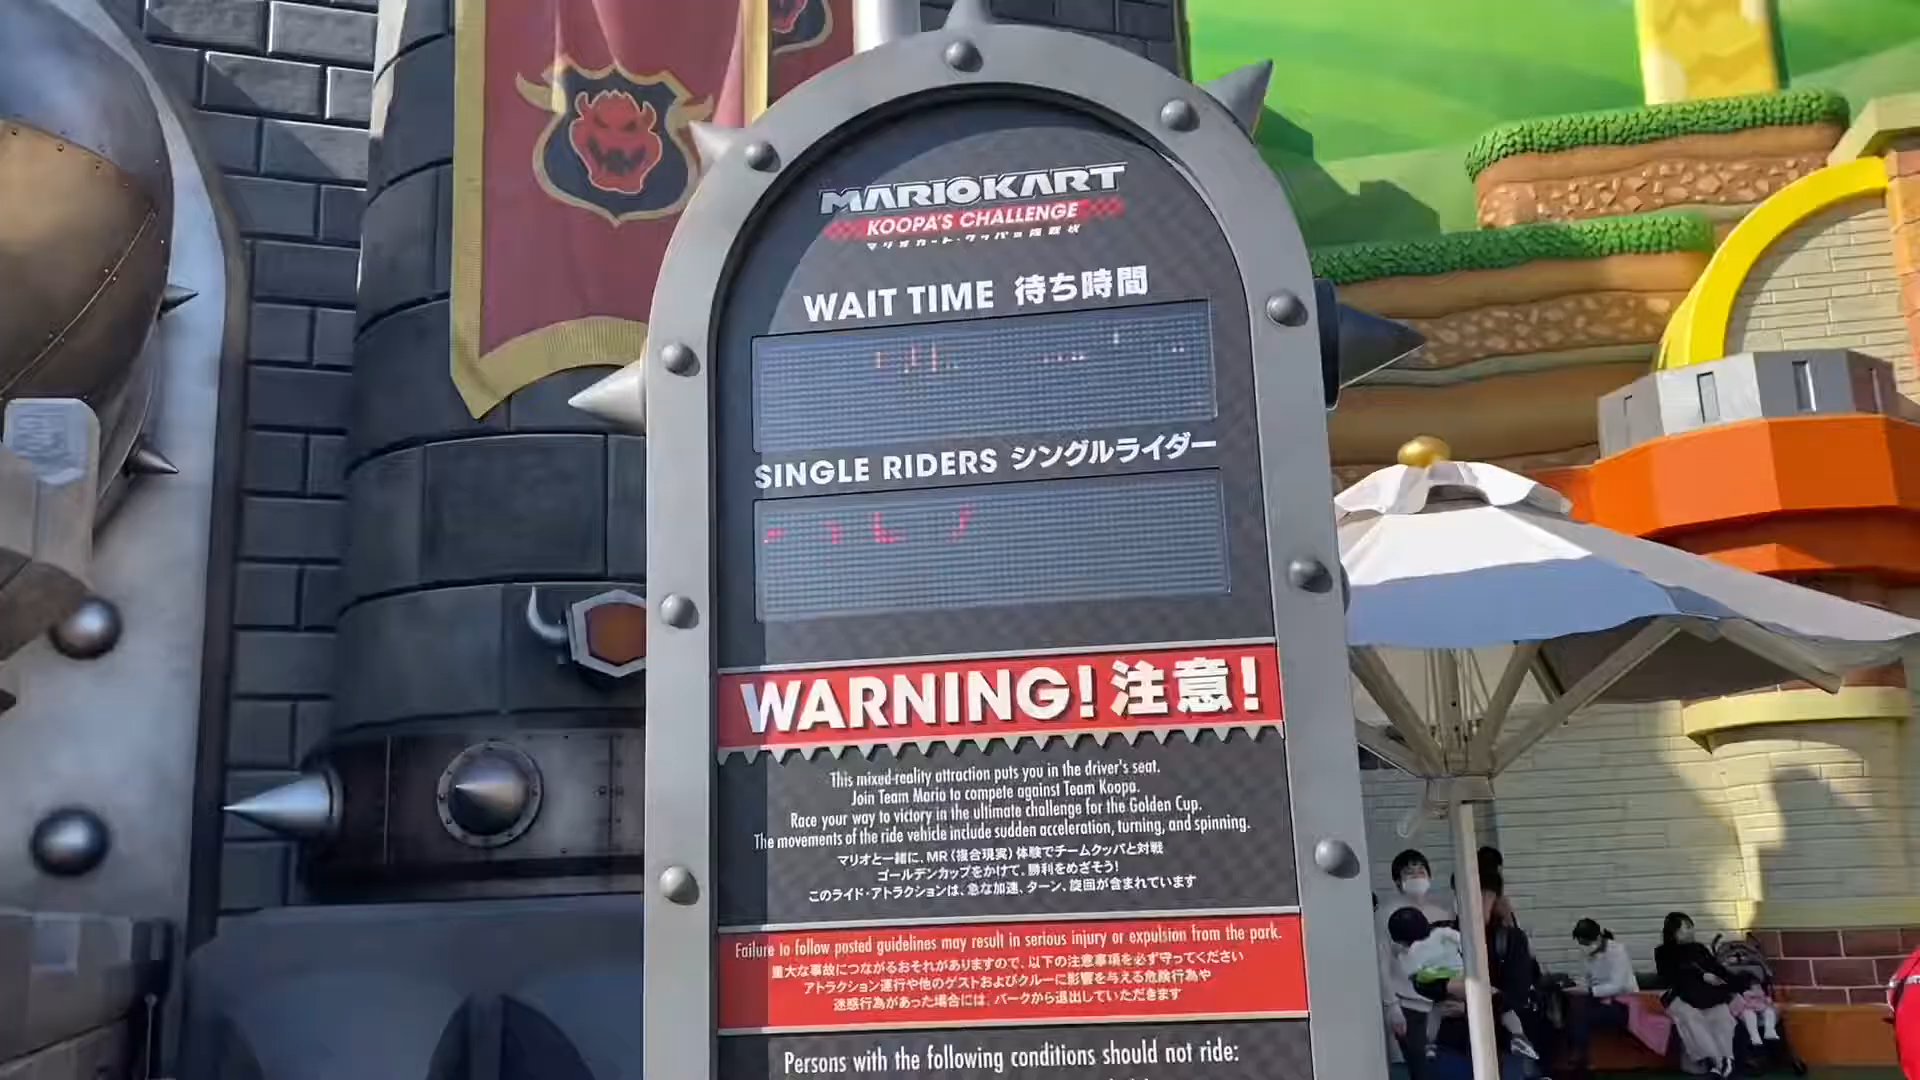 MARIOKART
KOOPA'S CHALLENGE
マリオカート・クッパの挑戦状
WAIT TIME 待ち時間
SINGLE RIDERS シングルライダー
WARNING! 注意!
This mixed-reality attraction puts you in the driver's seat.
Join Team Mario to compete against Team Koopa.
Race your way to victory in the ultimate challenge for the Golden Cup.
The movements of the ride vehicle include sudden acceleration, turning, and spinning.
マリオと一緒に、MR(複合現実)体験でチームクッパと対戦
ゴールデンカップをかけて、勝利をめざそう!
このライド・アトラクションは、急な加速、ターン、旋回が含まれています
Failure to follow posted guidelines may result in serious injury or expulsion from the park.
重大な事故につながるおそれがありますので、以下の注意事項を必ず守ってください
アトラクション運行や他のゲストおよびクルーに影響を与える危険行為や
迷惑行為があった場合には、パークから退出していただきます
Persons with the following conditions should not ride: